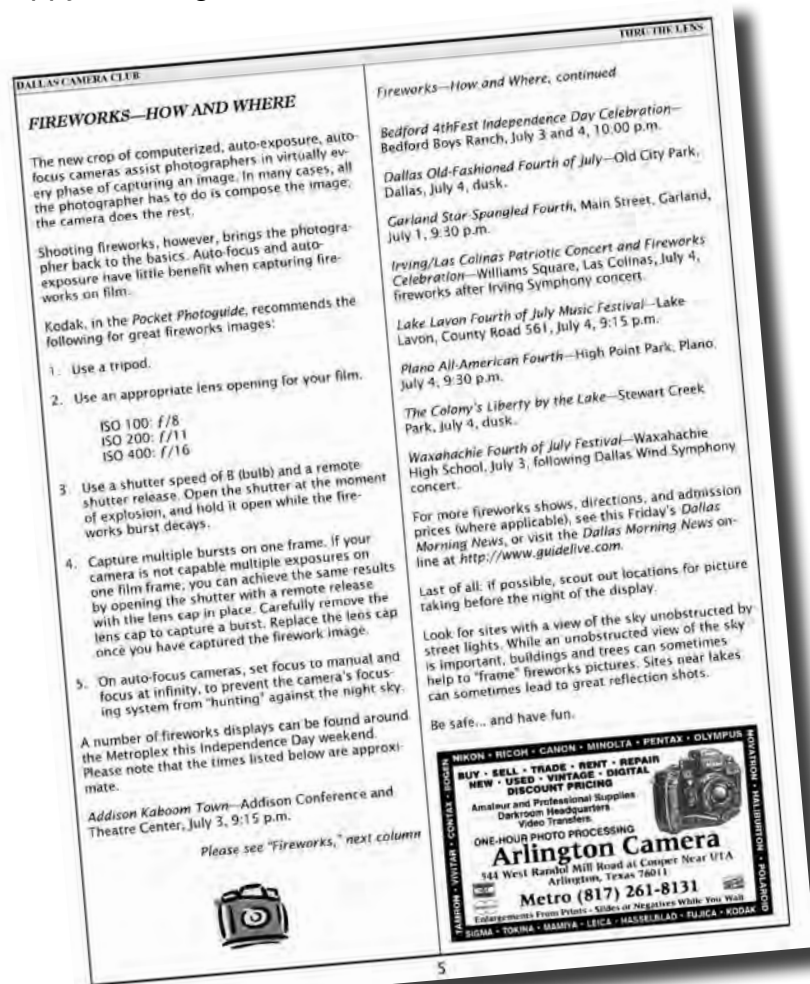 DALLAS CAMERA CLUB
THRU THE LENS
FIREWORKS—HOW AND WHERE
The new crop of computerized, auto-exposure, auto-
focus cameras assist photographers in virtually ev-
ery phase of capturing an image. In many cases, all
the photographer has to do is compose the image;
the camera does the rest.
Shooting fireworks, however, brings the photogra-
pher back to the basics. Auto-focus and auto-
exposure have little benefit when capturing fire-
works on film.
Kodak, in the Pocket Photoguide, recommends the
following for great fireworks images:
1. Use a tripod.
2. Use an appropriate lens opening for your film.
ISO 100: f/8
ISO 200: f/11
ISO 400: f/16
3. Use a shutter speed of B (bulb) and a remote
shutter release. Open the shutter at the moment
of explosion, and hold it open while the fire-
works burst decays.
4. Capture multiple bursts on one frame. If your
camera is not capable multiple exposures on
one film frame, you can achieve the same results
by opening the shutter with a remote release
with the lens cap in place. Carefully remove the
lens cap to capture a burst. Replace the lens cap
once you have captured the firework image.
5. On auto-focus cameras, set focus to manual and
focus at infinity, to prevent the camera's focus-
ing system from "hunting" against the night sky.
A number of fireworks displays can be found around
the Metroplex this Independence Day weekend.
Please note that the times listed below are approxi-
mate.
Addison Kaboom Town—Addison Conference and
Theatre Center, July 3, 9:15 p.m.
Please see "Fireworks," next column
Fireworks—How and Where, continued
Bedford 4thFest Independence Day Celebration—
Bedford Boys Ranch, July 3 and 4, 10:00 p.m.
Dallas Old-Fashioned Fourth of July—Old City Park,
Dallas, July 4, dusk.
Garland Star-Spangled Fourth, Main Street, Garland,
July 1, 9:30 p.m.
Irving/Las Colinas Patriotic Concert and Fireworks
Celebration—Williams Square, Las Colinas, July 4,
fireworks after Irving Symphony concert.
Lake Lavon Fourth of July Music Festival—Lake
Lavon, County Road 561, July 4, 9:15 p.m.
Plano All-American Fourth—High Point Park, Plano,
July 4, 9:30 p.m.
The Colony's Liberty by the Lake—Stewart Creek
Park, July 4, dusk.
Waxahachie Fourth of July Festival—Waxahachie
High School, July 3, following Dallas Wind Symphony
concert.
For more fireworks shows, directions, and admission
prices (where applicable), see this Friday's Dallas
Morning News, or visit the Dallas Morning News on-
line at http://www.guidelive.com.
Last of all: if possible, scout out locations for picture
taking before the night of the display.
Look for sites with a view of the sky unobstructed by
street lights. While an unobstructed view of the sky
is important, buildings and trees can sometimes
help to "frame" fireworks pictures. Sites near lakes
can sometimes lead to great reflection shots.
Be safe... and have fun.
NIKON • RICOH • CANON • MINOLTA • PENTAX • OLYMPUS
TAMRON • VIVITAR • CONTAX • BOGEN
NOVATRON • HALIBURTON • POLAROID
BUY • SELL • TRADE • RENT • REPAIR
NEW • USED • VINTAGE • DIGITAL
DISCOUNT PRICING
Amateur and Professional Supplies
Darkroom Headquarters
Video Transfers
ONE-HOUR PHOTO PROCESSING
Arlington Camera
544 West Randol Mill Road at Cooper Near UTA
Arlington, Texas 76011
Metro (817) 261-8131
Enlargements From Prints • Slides or Negatives While You Wait
SIGMA • TOKINA • MAMIYA • LEICA • HASSELBLAD • FUJICA • KODAK
5